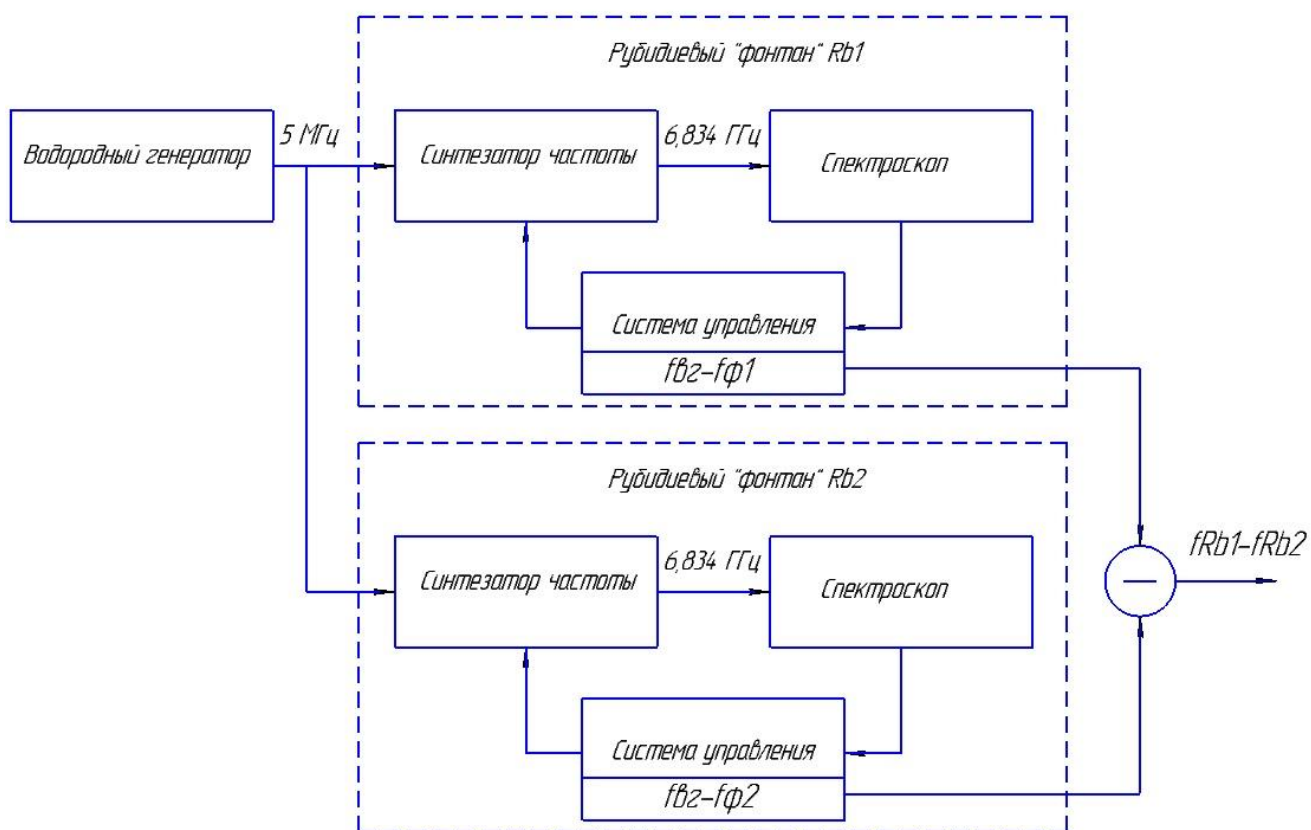 Рубидиевый "фонтан" Rb1
Водородный генератор
5 МГц
Синтезатор частоты
6,834 ГГц
Спектроскоп
Система управления
fвг-fф1
Рубидиевый "фонтан" Rb2
Синтезатор частоты
6,834 ГГц
Спектроскоп
fRb1-fRb2
Система управления
fвг-fф2